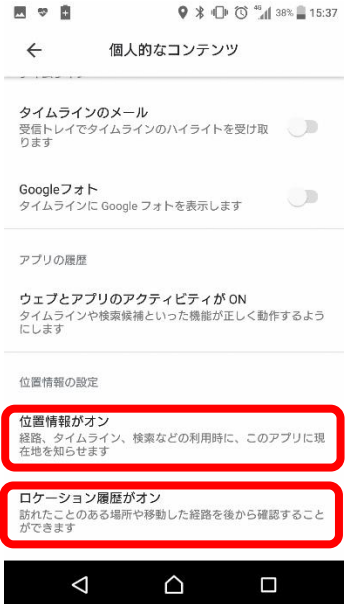 46 38% 15:37
個人的なコンテンツ
タイムラインのメール
受信トレイでタイムラインのハイライトを受け取
ります
Googleフォト
タイムラインに Google フォトを表示します
アプリの履歴
ウェブとアプリのアクティビティが ON
タイムラインや検索候補といった機能が正しく動作するよう
にします
位置情報の設定
位置情報がオン
経路、タイムライン、検索などの利用時に、このアプリに現
在地を知らせます
ロケーション履歴がオン
訪れたことのある場所や移動した経路を後から確認すること
ができます